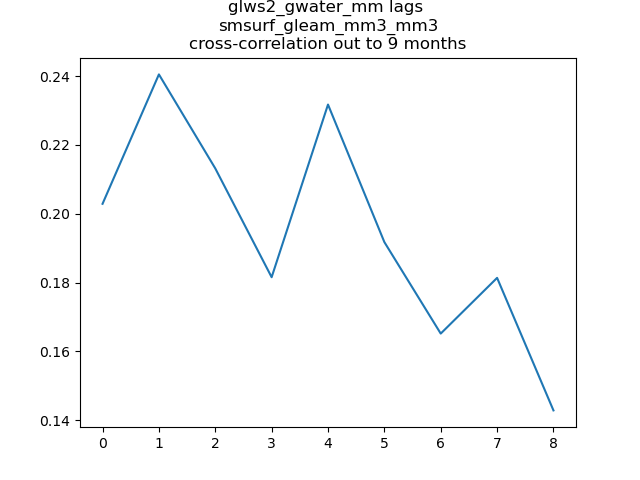 glws2_gwater_mm lags
smsurf_gleam_mm3_mm3
cross-correlation out to 9 months
0.24
0.22
0.20
0.18
0.16
0.14
0 1 2 3 4 5 6 7 8